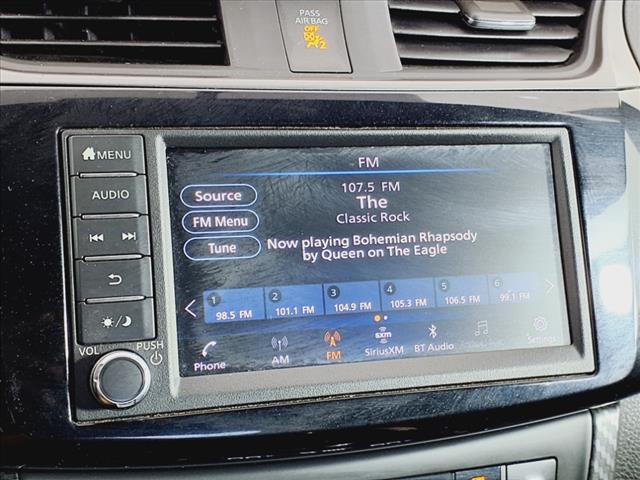 PASS
AIR BAG
OFF
2
MENU
AUDIO
VOL
PUSH
FM
107.5 FM
The
Classic Rock
Source
FM Menu
Tune
Now playing Bohemian Rhapsody
by Queen on The Eagle
1 2 3 4 5 6
98.5 FM 101.1 FM 104.9 FM 105.3 FM 106.5 FM 99.1 FM
Phone AM FM sxm SiriusXM BT Audio Settings